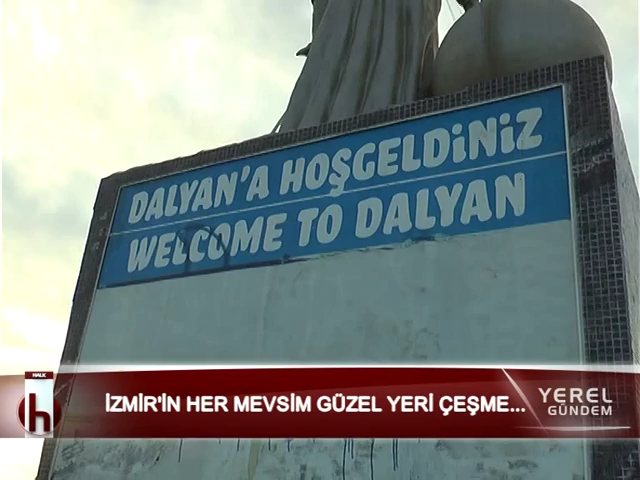 DALYAN'A HOŞGELDİNİZ
WELCOME TO DALYAN
HALK
h
İZMİR'İN HER MEVSİM GÜZEL YERİ ÇEŞME...
YEREL
GÜNDEM